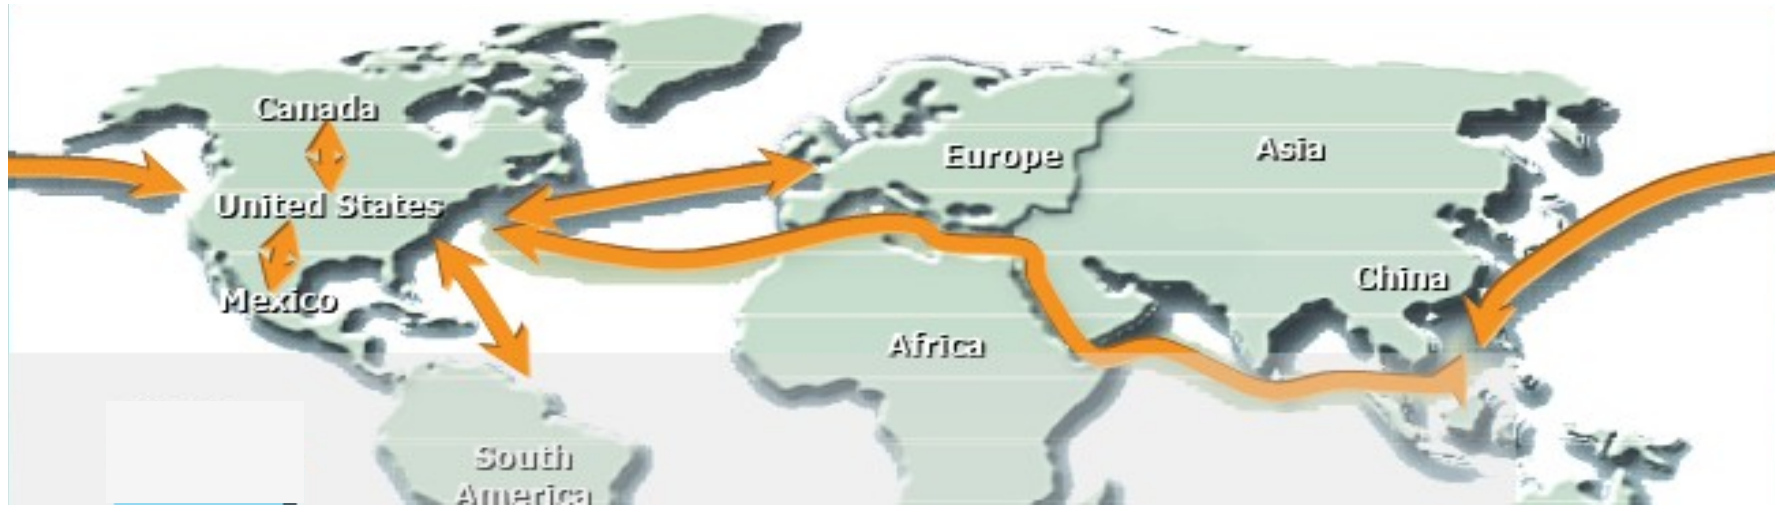 Canada
Europe
Asia
United States
China
Mexico
Africa
South
America